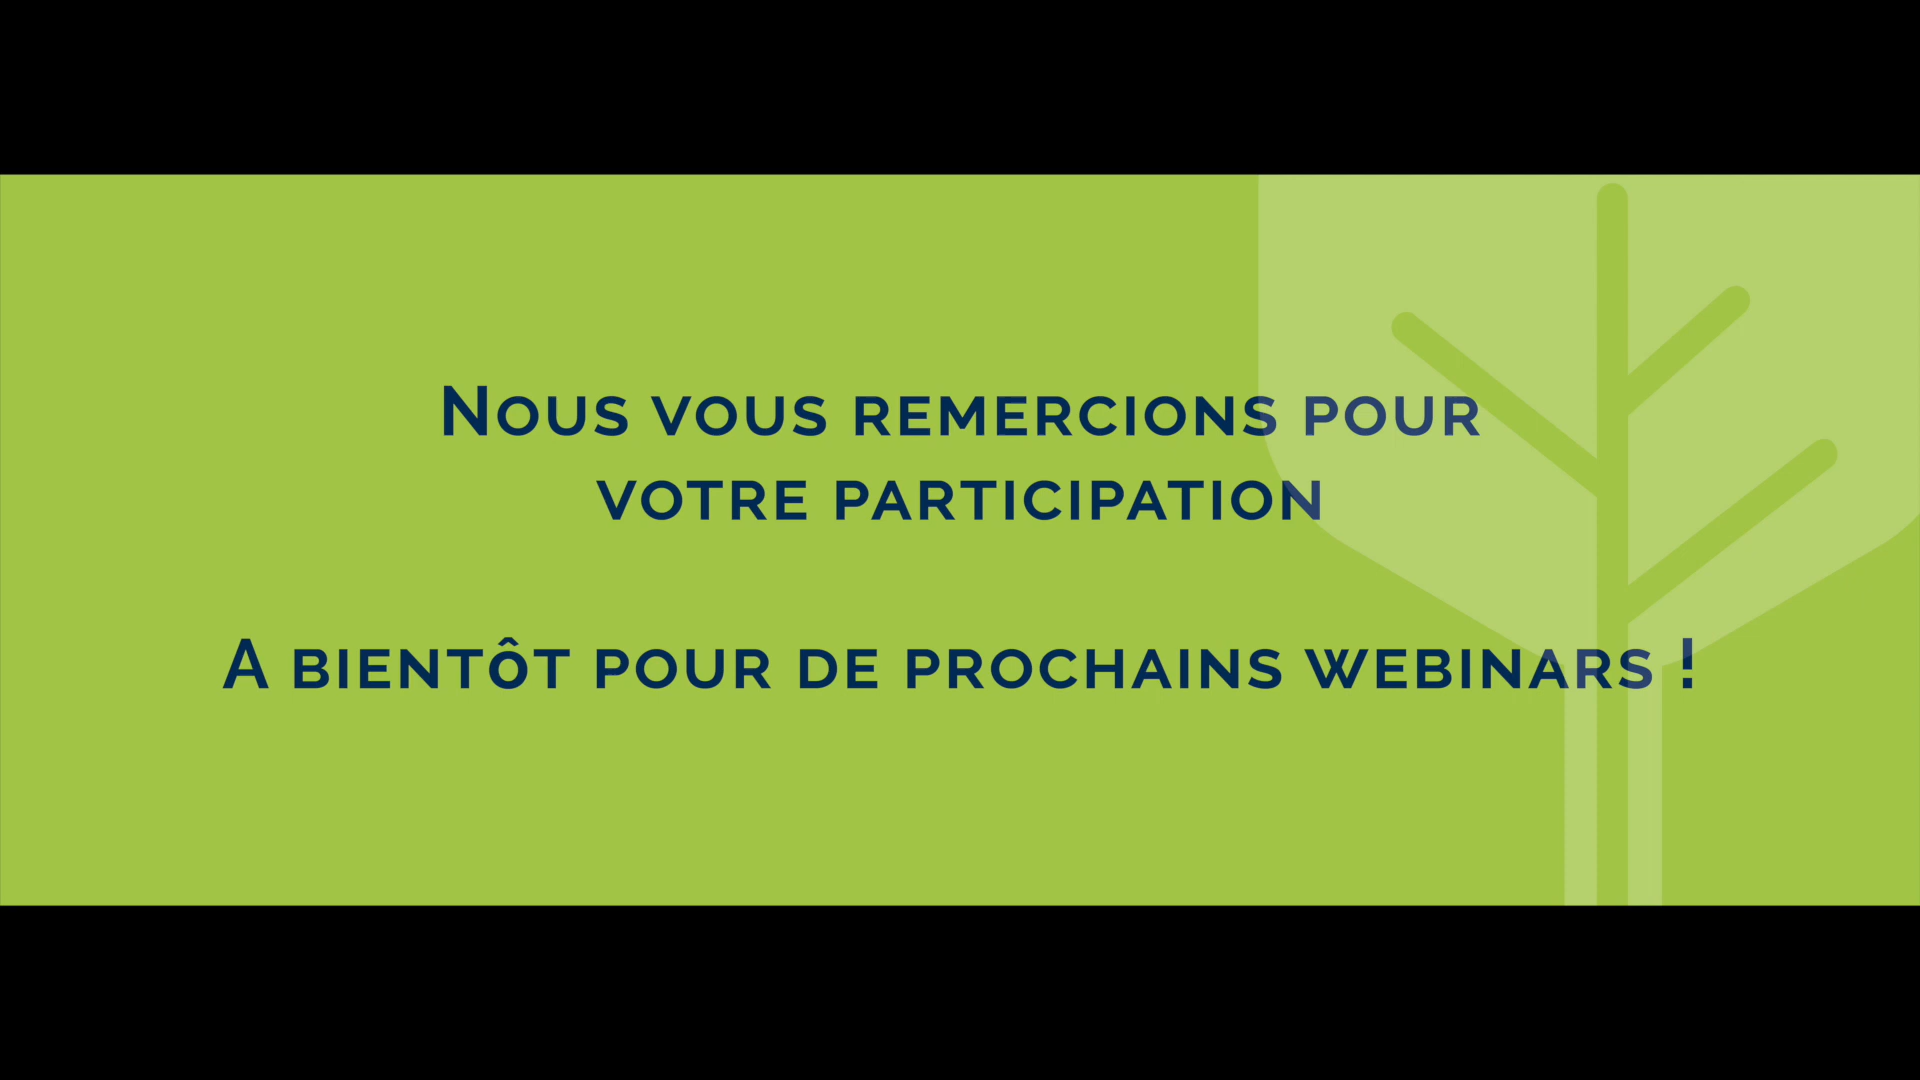 Nous vous remercions pour
votre participation
A bientôt pour de prochains webinars !